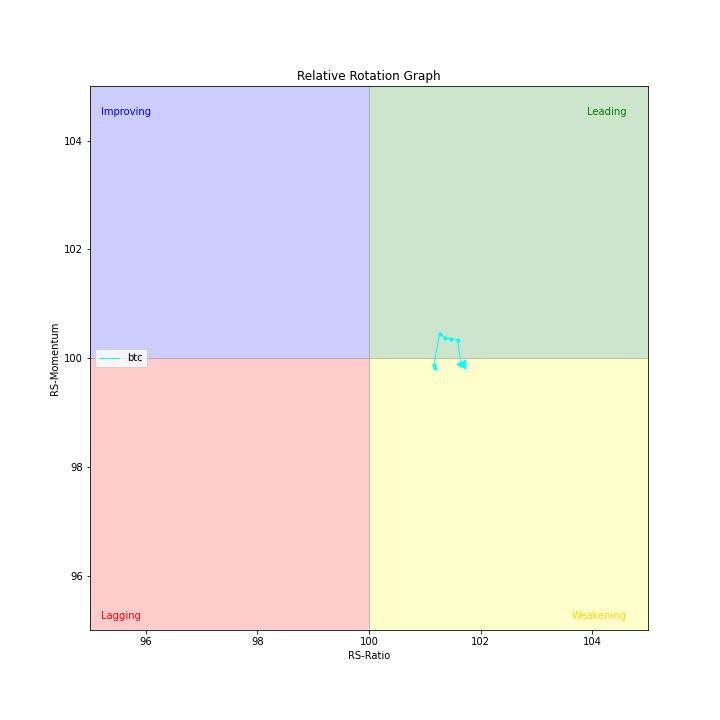 Relative Rotation Graph
Improving
Leading
104
102
RS-Momentum
100
btc
98
96
Lagging
Weakening
96
98
100
102
104
RS-Ratio